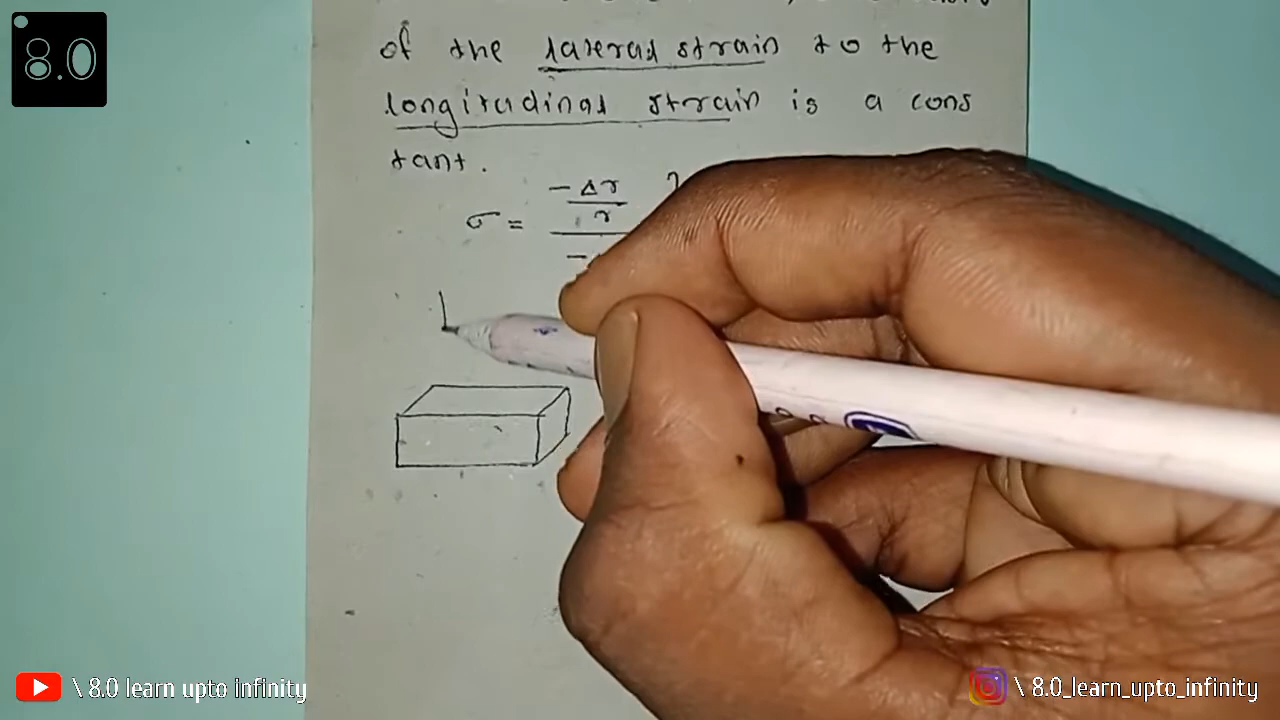 8.0
of the lateral strain to the
longitudinal strain is a cons
tant.
-Δr
σ = r
\ 8.0 learn upto infinity
\ 8.0_learn_upto_infinity